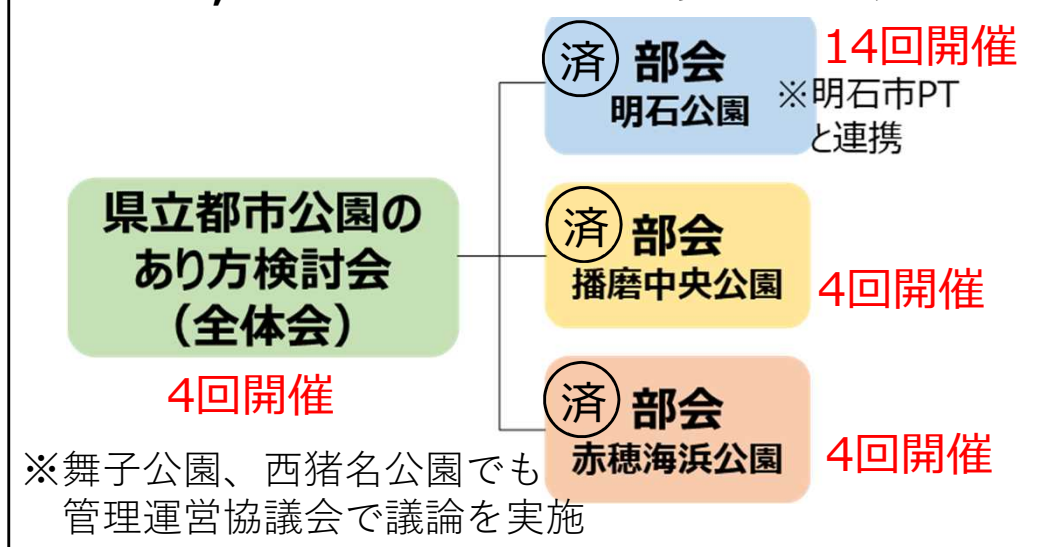 県立都市公園の
あり方検討会
（全体会）
4回開催
済 部会
明石公園
14回開催
※明石市PT
と連携
済 部会
播磨中央公園
4回開催
済 部会
赤穂海浜公園
4回開催
※舞子公園、西猪名公園でも
管理運営協議会で議論を実施